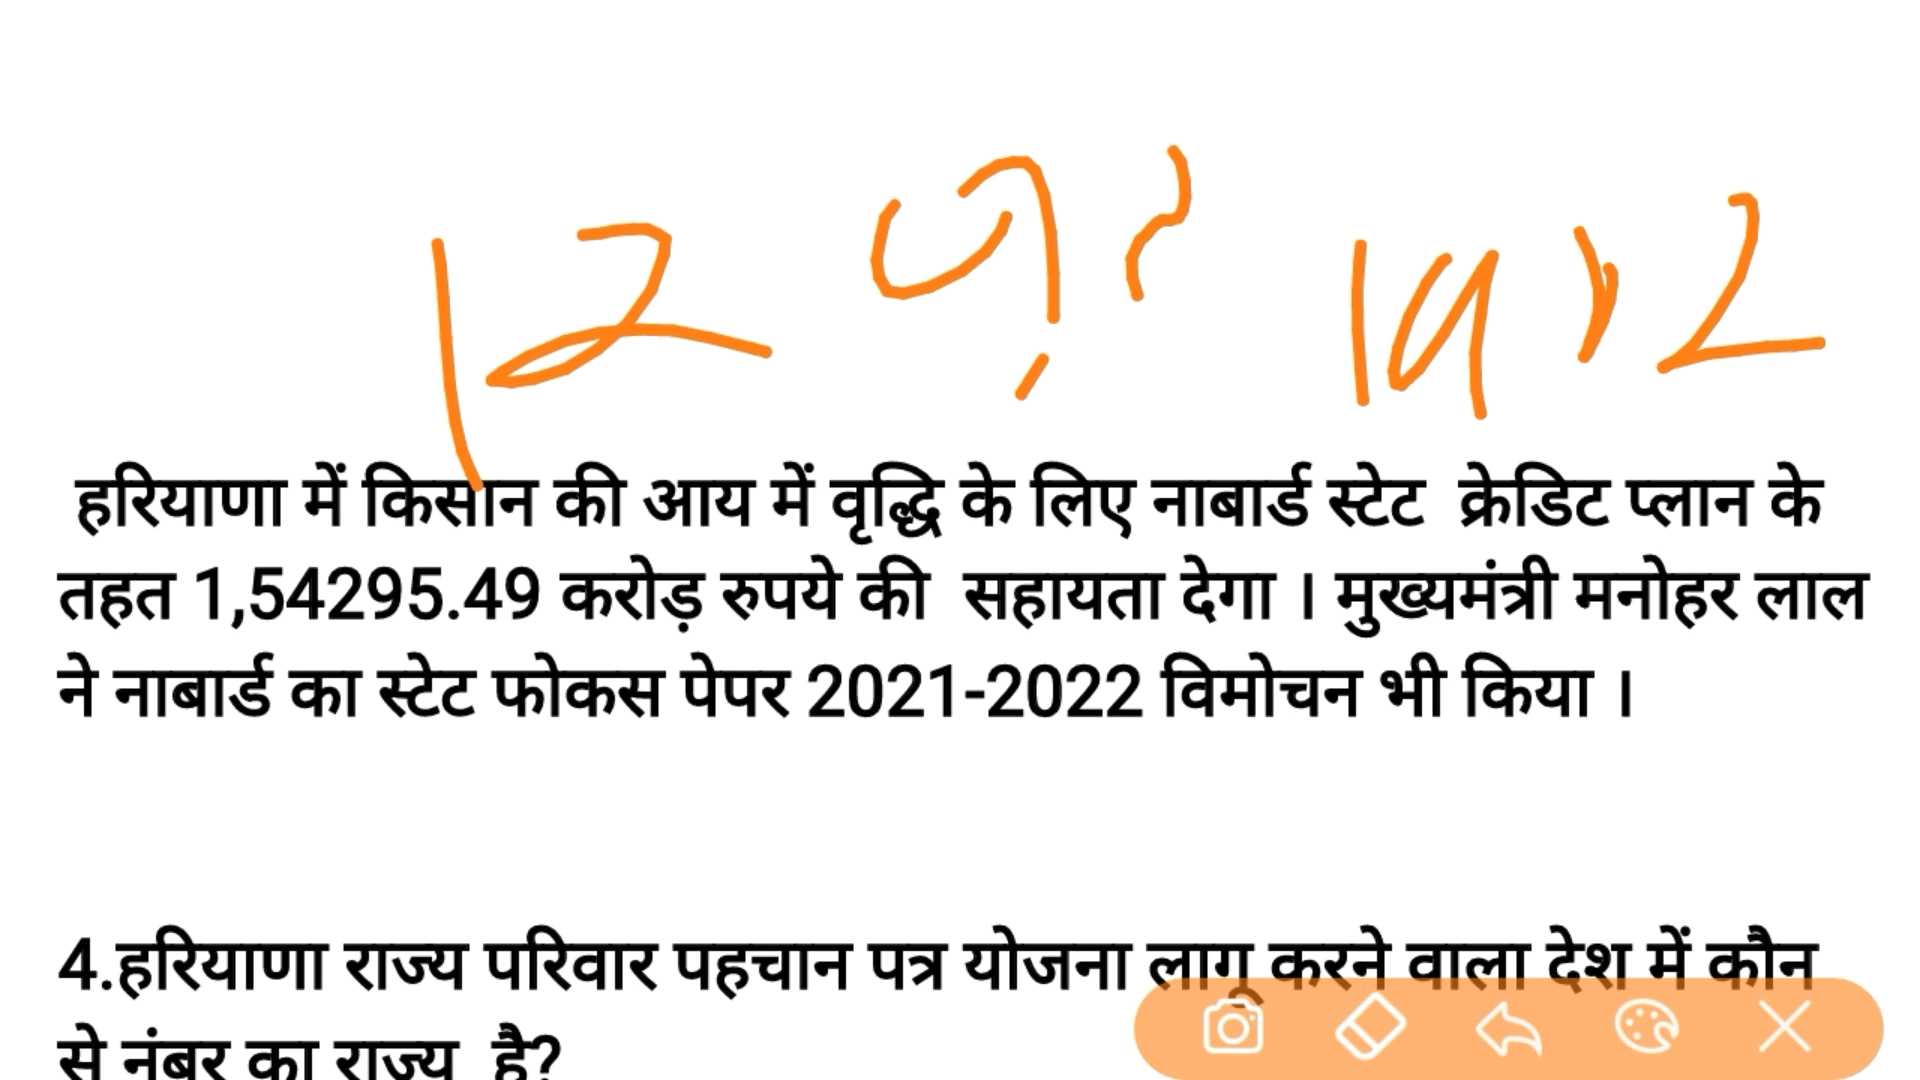 हरियाणा में किसान की आय में वृद्धि के लिए नाबार्ड स्टेट क्रेडिट प्लान के
तहत 1,54295.49 करोड़ रुपये की सहायता देगा । मुख्यमंत्री मनोहर लाल
ने नाबार्ड का स्टेट फोकस पेपर 2021-2022 विमोचन भी किया ।
4.हरियाणा राज्य परिवार पहचान पत्र योजना लागू करने वाला देश में कौन
से नंबर का राज्य है?